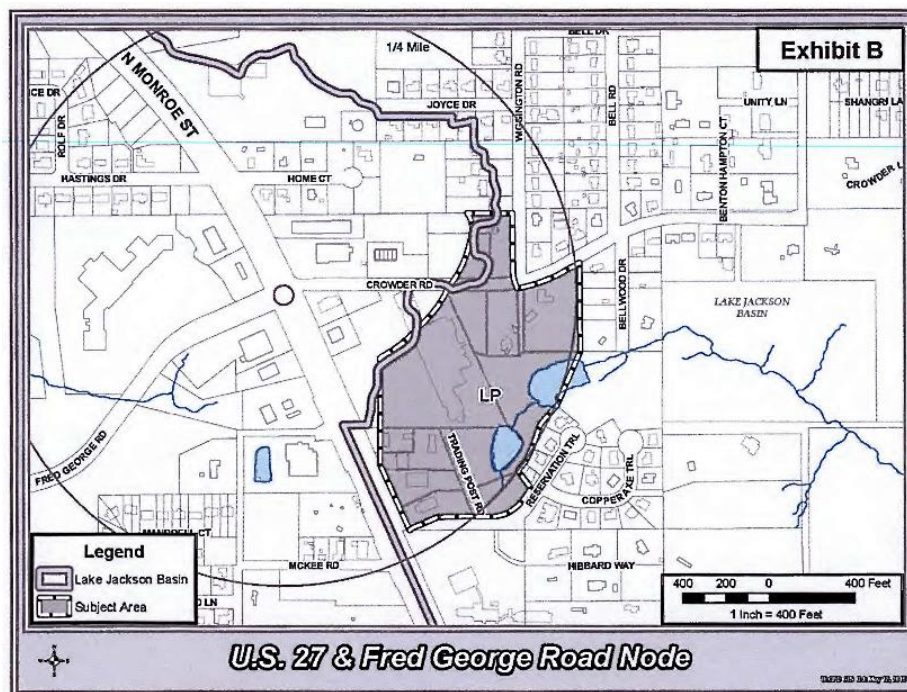 Exhibit B
1/4 Mile
BELL DR
N MONROE ST
ROLF DR
JOYCE DR
WIGGINGTON RD
BELL RD
UNITY LN
SHANGRI LA
BENTON HAMPTON CT
HASTINGS DR
HOME CT
CROWDER L
CROWDER RD
BELLWOOD DR
LAKE JACKSON
BASIN
LP
FRED GEORGE RD
TRADING POST RD
RESERVATION TRL
COPPER AXE TRL
HIBBARD WAY
MCKEE RD
Legend
Lake Jackson Basin
Subject Area
400 200 0 400 Feet
1 Inch = 400 Feet
U.S. 27 & Fred George Road Node